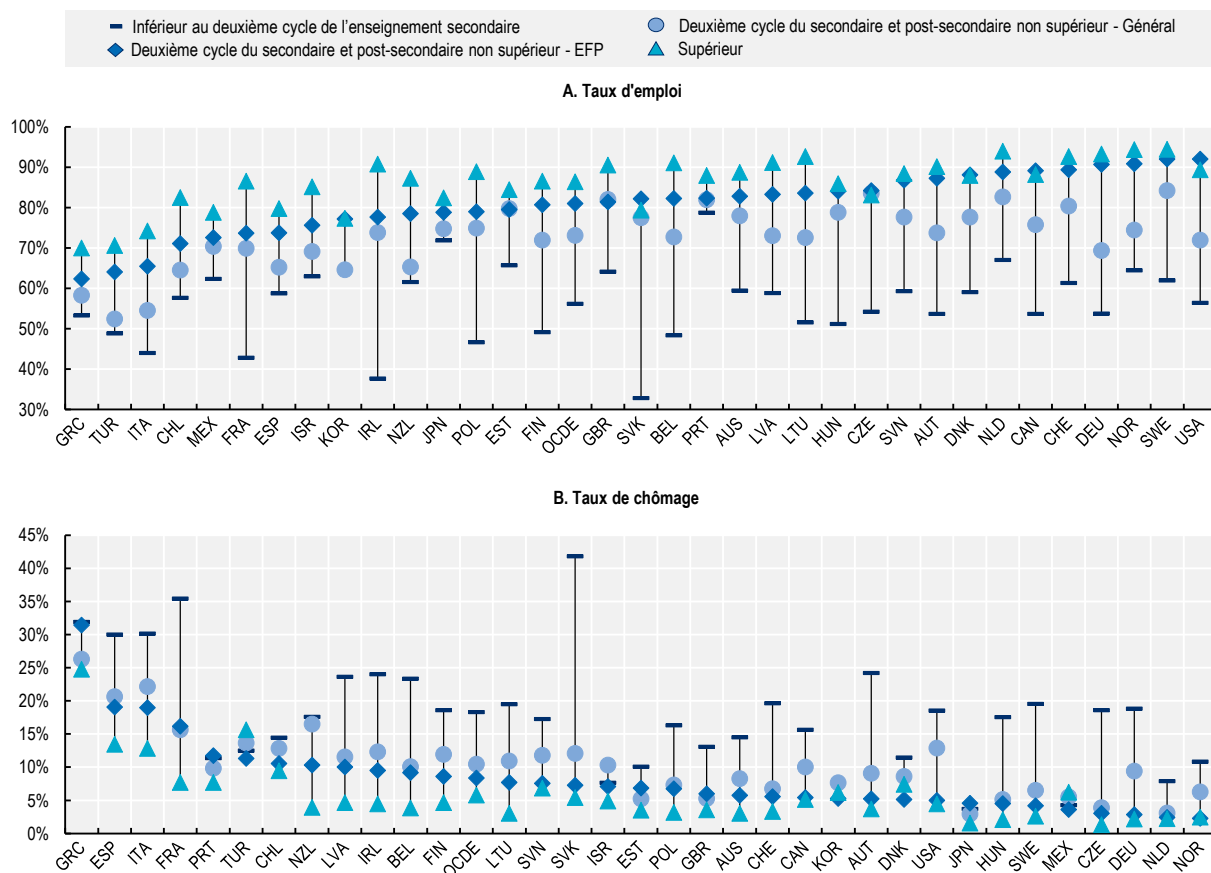 Inférieur au deuxième cycle de l'enseignement secondaire
Deuxième cycle du secondaire et post-secondaire non supérieur - Général
Deuxième cycle du secondaire et post-secondaire non supérieur - EFP
Supérieur
A. Taux d'emploi
100%
90%
80%
70%
60%
50%
40%
30%
GRC TUR ITA CHL MEX FRA ESP ISR KOR IRL NZL JPN POL EST FIN OCDE GBR SVK BEL PRT AUS LVA LTU HUN CZE SVN AUT DNK NLD CAN CHE DEU NOR SWE USA
B. Taux de chômage
45%
40%
35%
30%
25%
20%
15%
10%
5%
0%
GRC ESP ITA FRA PRT TUR CHL NZL LVA IRL BEL FIN OCDE LTU SVN SVK ISR EST POL GBR AUS CHE CAN KOR AUT DNK USA JPN HUN SWE MEX CZE DEU NLD NOR